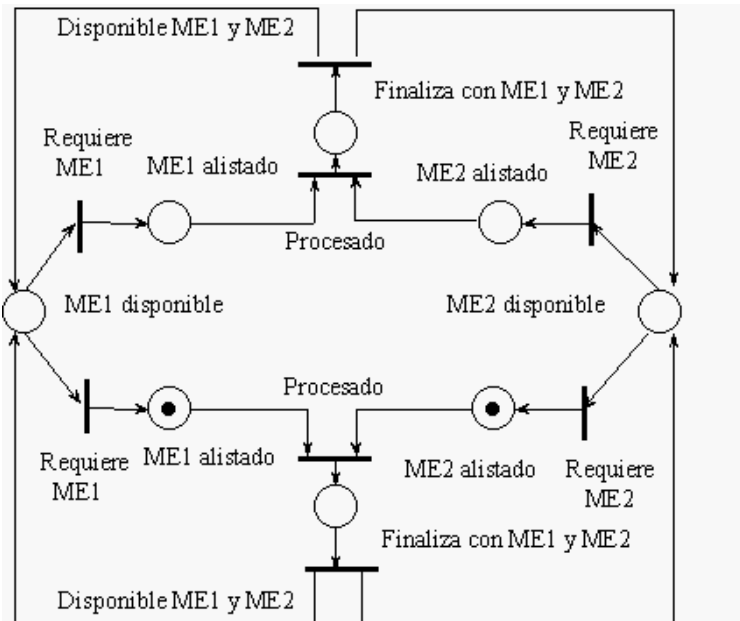 Disponible ME1 y ME2
Finaliza con ME1 y ME2
Requiere
ME1
ME1 alistado
Requiere
ME2
ME2 alistado
Procesado
ME1 disponible
ME2 disponible
Procesado
Requiere
ME1
ME1 alistado
ME2 alistado
Requiere
ME2
Finaliza con ME1 y ME2
Disponible ME1 y ME2